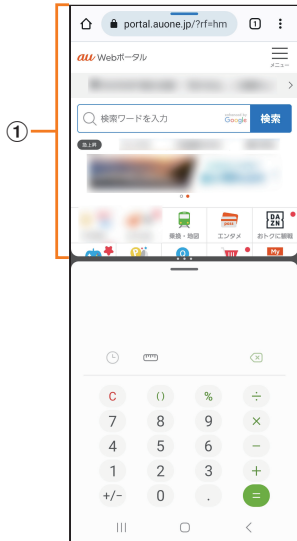 ①
portal.auone.jp/?rf=hm
1
au Webポータル
メニュー
検索ワードを入力
Google
検索
急上昇
乗換・地図
エンタメ
DAZN
おトクに観戦
My
C () % ÷
7 8 9 ×
4 5 6 −
1 2 3 +
+/− 0 . =